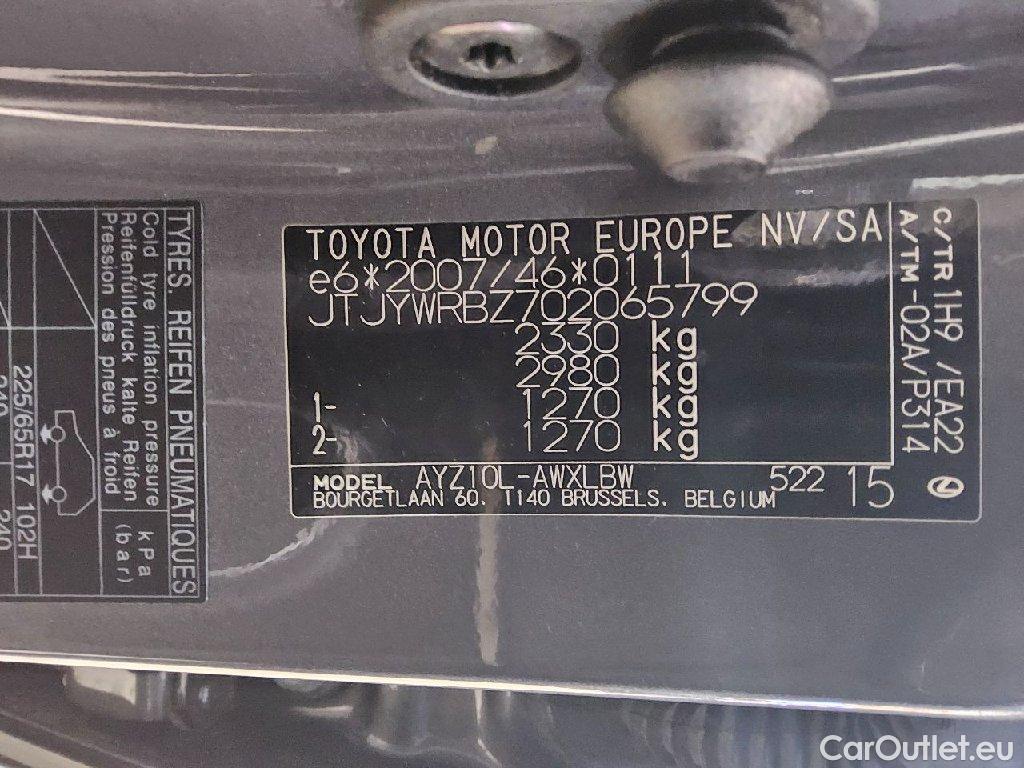 TYRES. REIFEN PNEUMATIQUES
Cold tyre inflation pressure kPa
Reifenfülldruck kalte Reifen (bar)
Pression des pneus à froid
225/65R17 102H
240 240
TOYOTA MOTOR EUROPE NV/SA
e6*2007/46*0111
JTJYWRBZ702065799
2330 kg
2980 kg
1- 1270 kg
2- 1270 kg
MODEL AYZ10L-AWXLBW 522 15
BOURGETLAAN 60. 1140 BRUSSELS. BELGIUM
C/TR 1H9 /EA22
A/TM-02A/P314
CarOutlet.eu